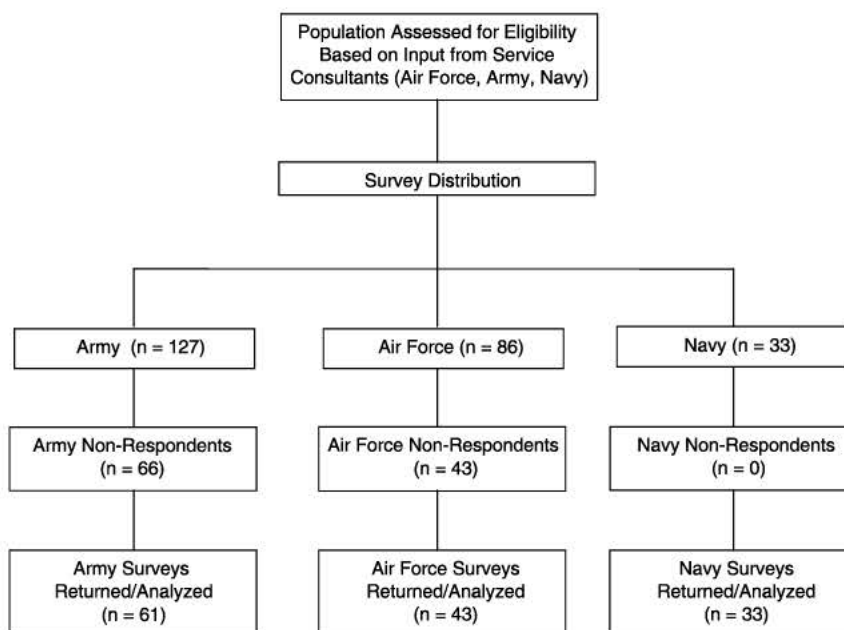 Population Assessed for Eligibility
Based on Input from Service
Consultants (Air Force, Army, Navy)
Survey Distribution
Army (n = 127)
Air Force (n = 86)
Navy (n = 33)
Army Non-Respondents
(n = 66)
Air Force Non-Respondents
(n = 43)
Navy Non-Respondents
(n = 0)
Army Surveys
Returned/Analyzed
(n = 61)
Air Force Surveys
Returned/Analyzed
(n = 43)
Navy Surveys
Returned/Analyzed
(n = 33)